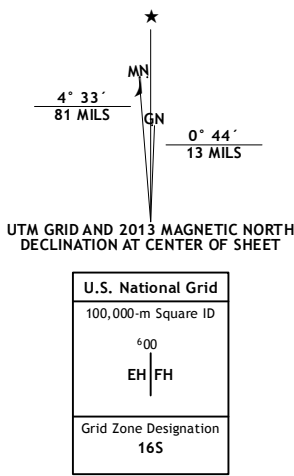 ★
MN
GN
4° 33´
81 MILS
0° 44´
13 MILS
UTM GRID AND 2013 MAGNETIC NORTH
DECLINATION AT CENTER OF SHEET
U.S. National Grid
100,000-m Square ID
⁶00
EH FH
Grid Zone Designation
16S